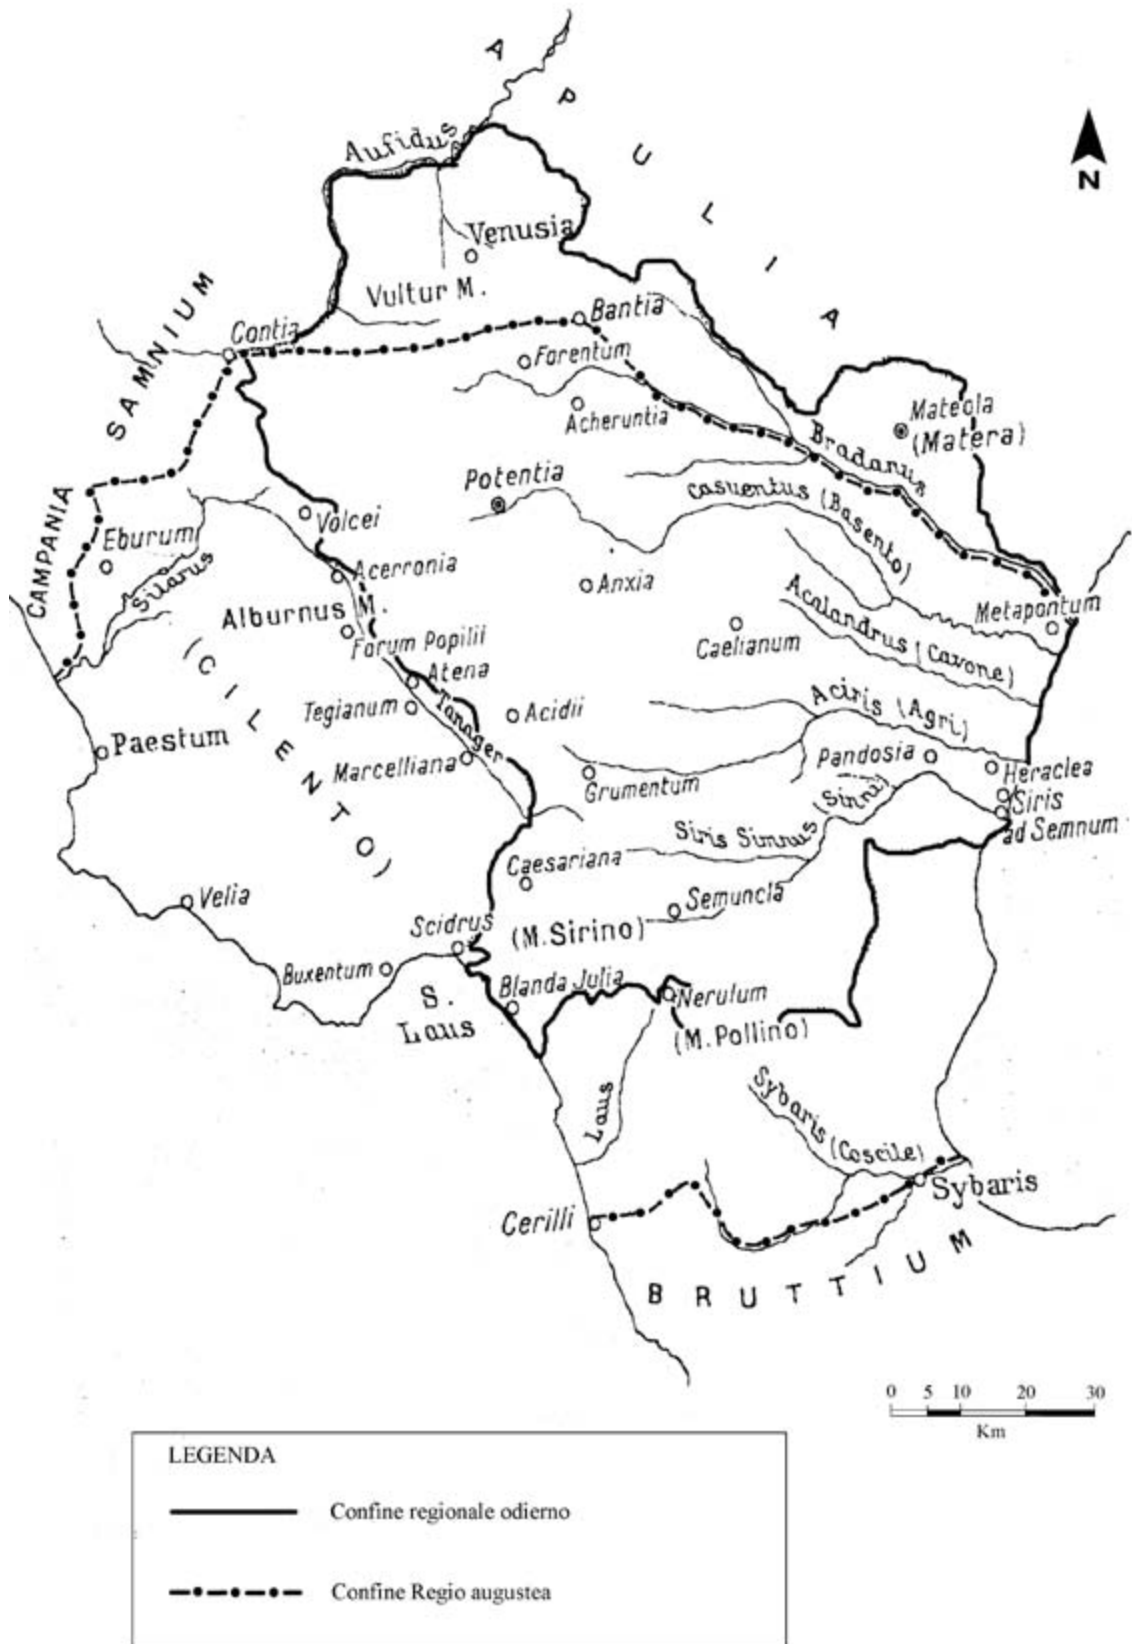 APULIA
Aufidus
N
Venusia
SAMNIUM
Vultur M.
Contia
Bantia
Forentum
Acheruntia
Mateola
(Matera)
Bradanus
Potentia
Casuentus (Basento)
CAMPANIA
Volcei
Eburum
Silarus
Acerronia
Anxia
Alburnus M.
Forum Popilii
Metapontum
Acalandrus (Cavone)
Caelianum
(CILENTO)
Atena
Tegianum
Tanager
Acidii
Aciris (Agri)
Paestum
Marcelliana
Pandosia
Grumentum
Heraclea
Siris
ad Semnum
Siris Sinnus (Sinni)
Caesariana
Velia
Semuncla
Scidrus
(M. Sirino)
Buxentum
Blanda Julia
S.
Laus
Nerulum
(M. Pollino)
Laus
Sybaris (Coscile)
Sybaris
Cerilli
BRUTTIUM
0 5 10 20 30
Km
LEGENDA
Confine regionale odierno
Confine Regio augustea